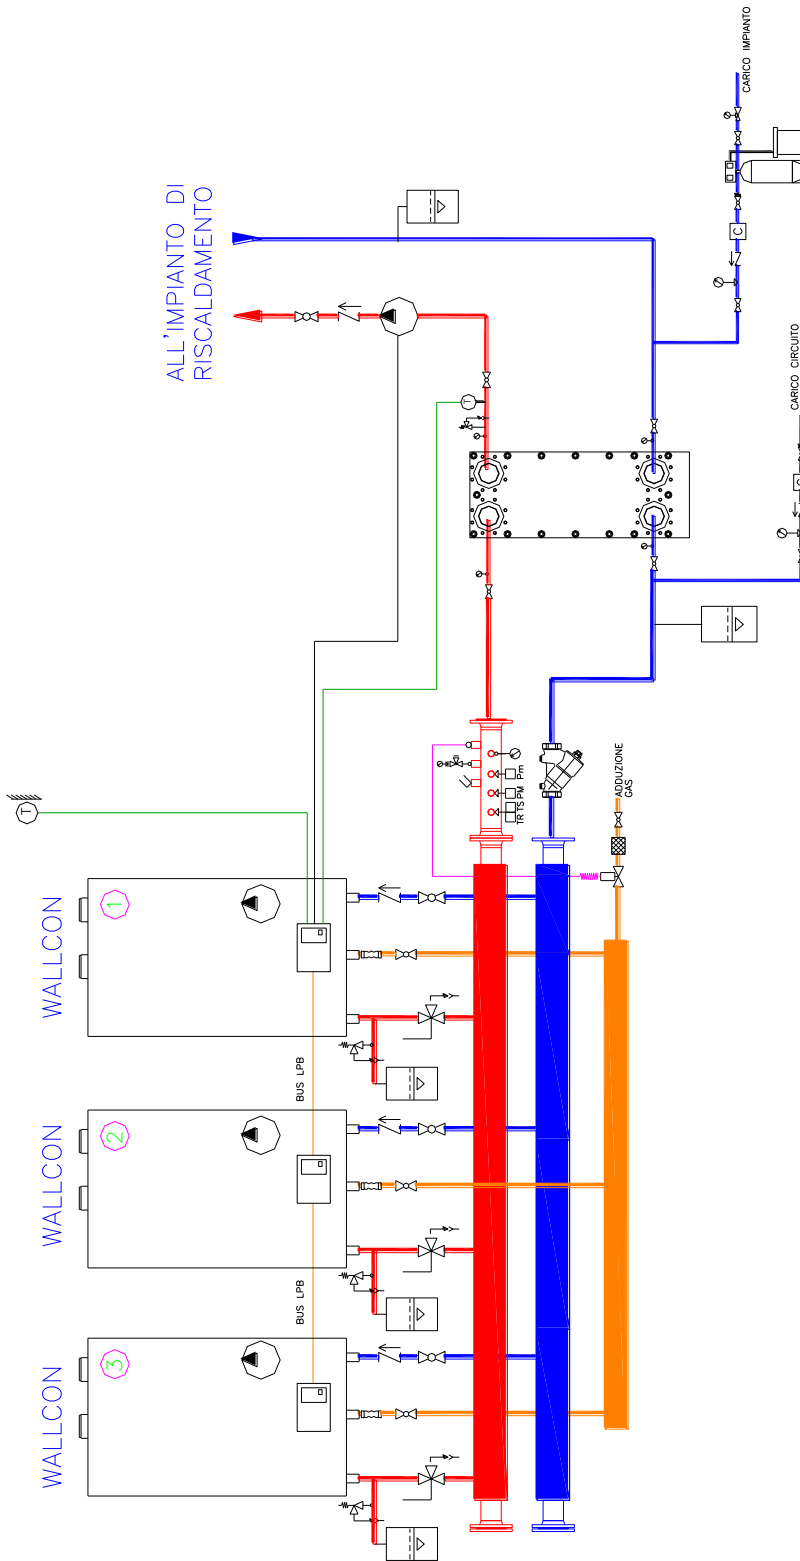 ALL'IMPIANTO DI
RISCALDAMENTO
CARICO IMPIANTO
C
CARICO CIRCUITO
C
T
T
WALLCON
1
BUS LPB
WALLCON
2
BUS LPB
WALLCON
3
TR TS PM Pm
ADDUZIONE
GAS